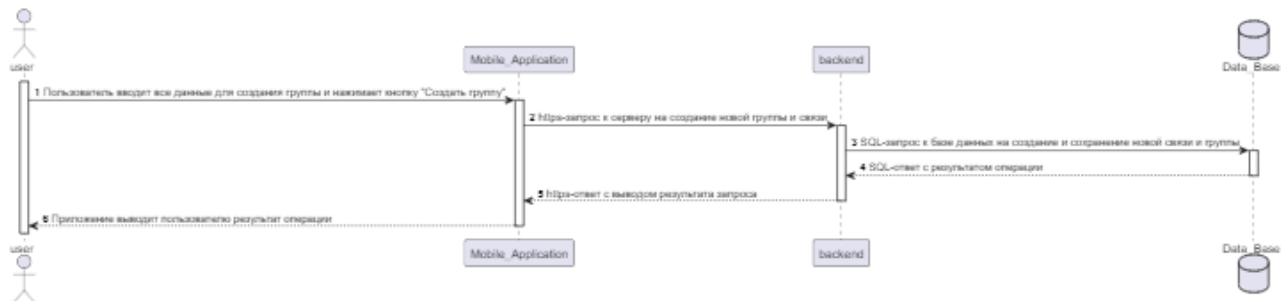 user
Mobile_Application
backend
Data_Base
1 Пользователь вводит все данные для создания группы и нажимает кнопку "Создать группу"
2 https-запрос к серверу на создание новой группы и связи
3 SQL-запрос к базе данных на создание и сохранение новой связи и группы
4 SQL-ответ с результатом операции
5 https-ответ с выводом результата запроса
6 Приложение выводит пользователю результат операции
user
Mobile_Application
backend
Data_Base